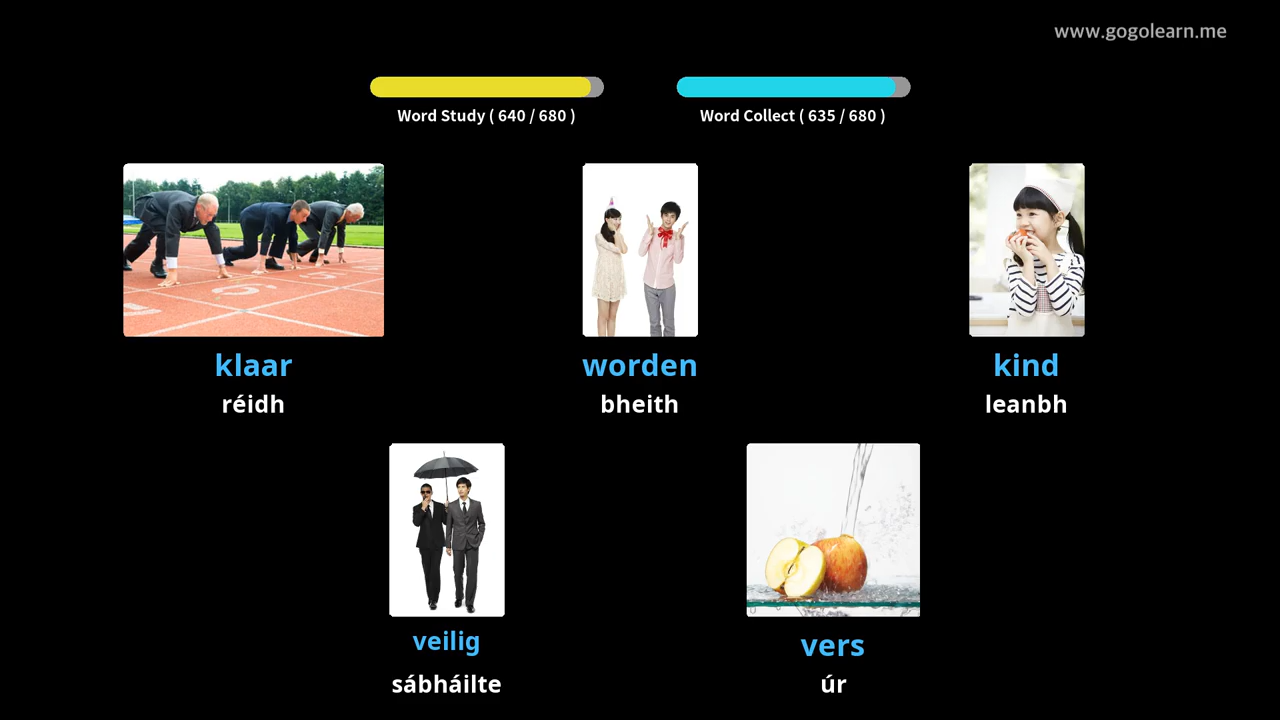 www.gogolearn.me
Word Study ( 640 / 680 )
Word Collect ( 635 / 680 )
klaar
réidh
worden
bheith
kind
leanbh
veilig
sábháilte
vers
úr